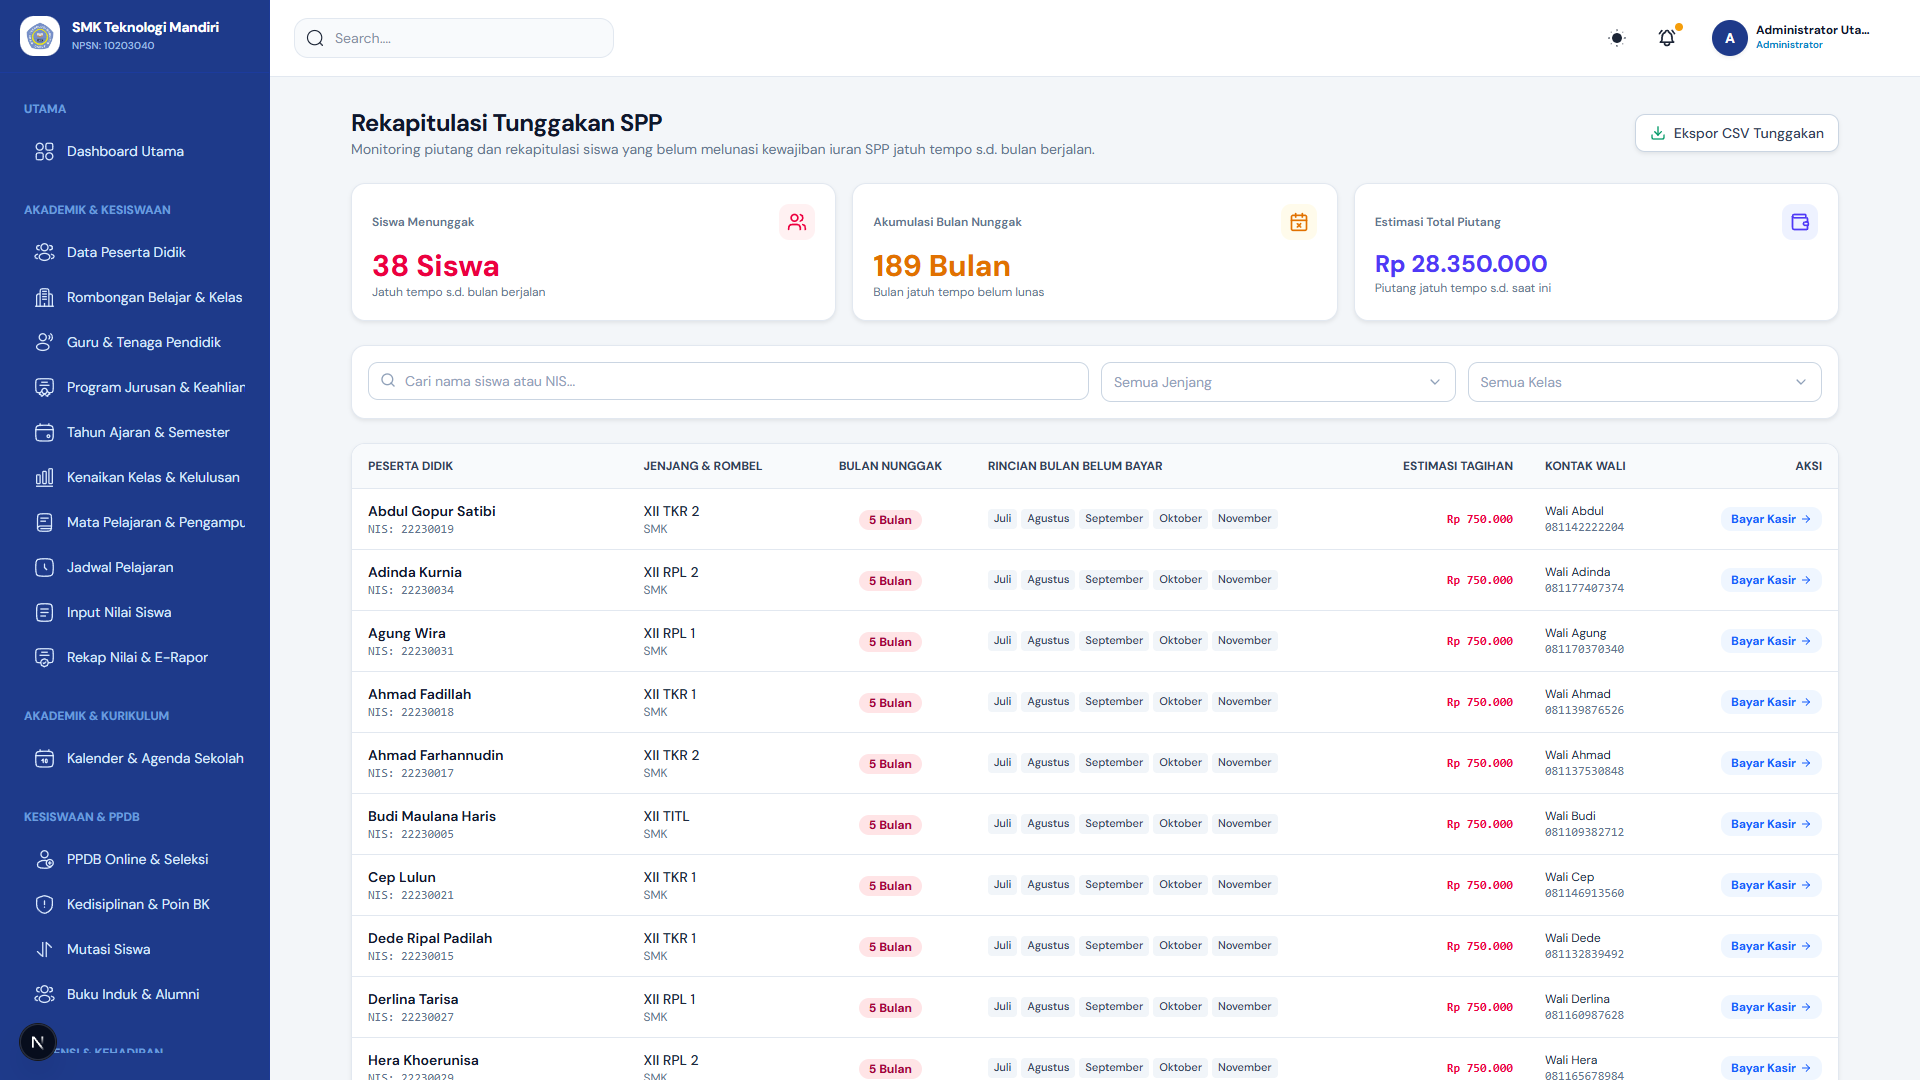 SMK Teknologi Mandiri
NPSN: 10203040
UTAMA
Dashboard Utama
AKADEMIK & KESISWAAN
Data Peserta Didik
Rombongan Belajar & Kelas
Guru & Tenaga Pendidik
Program Jurusan & Keahlian
Tahun Ajaran & Semester
Kenaikan Kelas & Kelulusan
Mata Pelajaran & Pengampu
Jadwal Pelajaran
Input Nilai Siswa
Rekap Nilai & E-Rapor
AKADEMIK & KURIKULUM
Kalender & Agenda Sekolah
KESISWAAN & PPDB
PPDB Online & Seleksi
Kedisiplinan & Poin BK
Mutasi Siswa
Buku Induk & Alumni
N
ENSI & KEHADIRAN
Search....
A
Administrator Uta...
Administrator
Rekapitulasi Tunggakan SPP
Monitoring piutang dan rekapitulasi siswa yang belum melunasi kewajiban iuran SPP jatuh tempo s.d. bulan berjalan.
Ekspor CSV Tunggakan
Siswa Menunggak
38 Siswa
Jatuh tempo s.d. bulan berjalan
Akumulasi Bulan Nunggak
189 Bulan
Bulan jatuh tempo belum lunas
Estimasi Total Piutang
Rp 28.350.000
Piutang jatuh tempo s.d. saat ini
Cari nama siswa atau NIS...
Semua Jenjang
Semua Kelas
PESERTA DIDIK JENJANG & ROMBEL BULAN NUNGGAK RINCIAN BULAN BELUM BAYAR ESTIMASI TAGIHAN KONTAK WALI AKSI
Abdul Gopur Satibi XII TKR 2 5 Bulan Juli Agustus September Oktober November Rp 750.000 Wali Abdul Bayar Kasir →
NIS: 22230019 SMK 081142222204
Adinda Kurnia XII RPL 2 5 Bulan Juli Agustus September Oktober November Rp 750.000 Wali Adinda Bayar Kasir →
NIS: 22230034 SMK 081177407374
Agung Wira XII RPL 1 5 Bulan Juli Agustus September Oktober November Rp 750.000 Wali Agung Bayar Kasir →
NIS: 22230031 SMK 081170370340
Ahmad Fadillah XII TKR 1 5 Bulan Juli Agustus September Oktober November Rp 750.000 Wali Ahmad Bayar Kasir →
NIS: 22230018 SMK 081139876526
Ahmad Farhannudin XII TKR 2 5 Bulan Juli Agustus September Oktober November Rp 750.000 Wali Ahmad Bayar Kasir →
NIS: 22230017 SMK 081137530848
Budi Maulana Haris XII TITL 5 Bulan Juli Agustus September Oktober November Rp 750.000 Wali Budi Bayar Kasir →
NIS: 22230005 SMK 081109382712
Cep Lulun XII TKR 1 5 Bulan Juli Agustus September Oktober November Rp 750.000 Wali Cep Bayar Kasir →
NIS: 22230021 SMK 081146913560
Dede Ripal Padilah XII TKR 1 5 Bulan Juli Agustus September Oktober November Rp 750.000 Wali Dede Bayar Kasir →
NIS: 22230015 SMK 081132839492
Derlina Tarisa XII RPL 1 5 Bulan Juli Agustus September Oktober November Rp 750.000 Wali Derlina Bayar Kasir →
NIS: 22230027 SMK 081160987628
Hera Khoerunisa XII RPL 2 5 Bulan Juli Agustus September Oktober November Rp 750.000 Wali Hera Bayar Kasir →
NIS: 22230029 SMK 081165678984